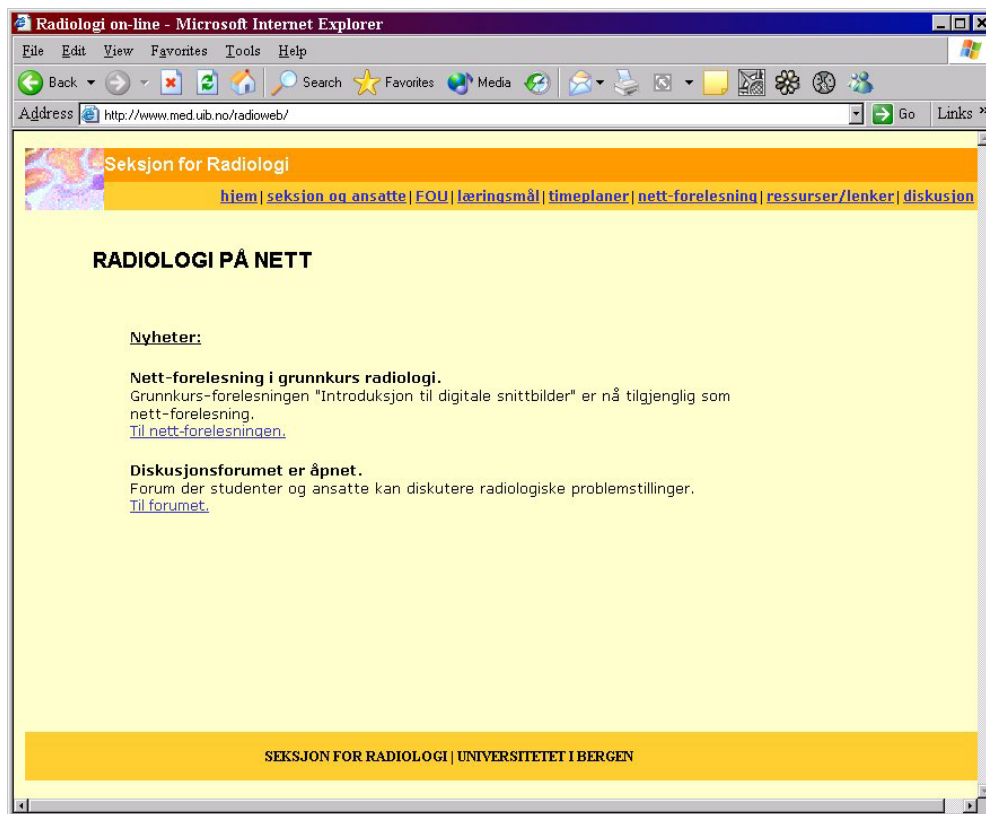 Radiologi on-line - Microsoft Internet Explorer
File Edit View Favorites Tools Help
Back Search Favorites Media
Address http://www.med.uib.no/radioweb/ Go Links »
Seksjon for Radiologi
hjem|seksjon og ansatte|FOU|læringsmål|timeplaner|nett-forelesning|ressurser/lenker|diskusjon
RADIOLOGI PÅ NETT
Nyheter:
Nett-forelesning i grunnkurs radiologi.
Grunnkurs-forelesningen "Introduksjon til digitale snittbilder" er nå tilgjenglig som
nett-forelesning.
Til nett-forelesningen.
Diskusjonsforumet er åpnet.
Forum der studenter og ansatte kan diskutere radiologiske problemstillinger.
Til forumet.
SEKSJON FOR RADIOLOGI | UNIVERSITETET I BERGEN